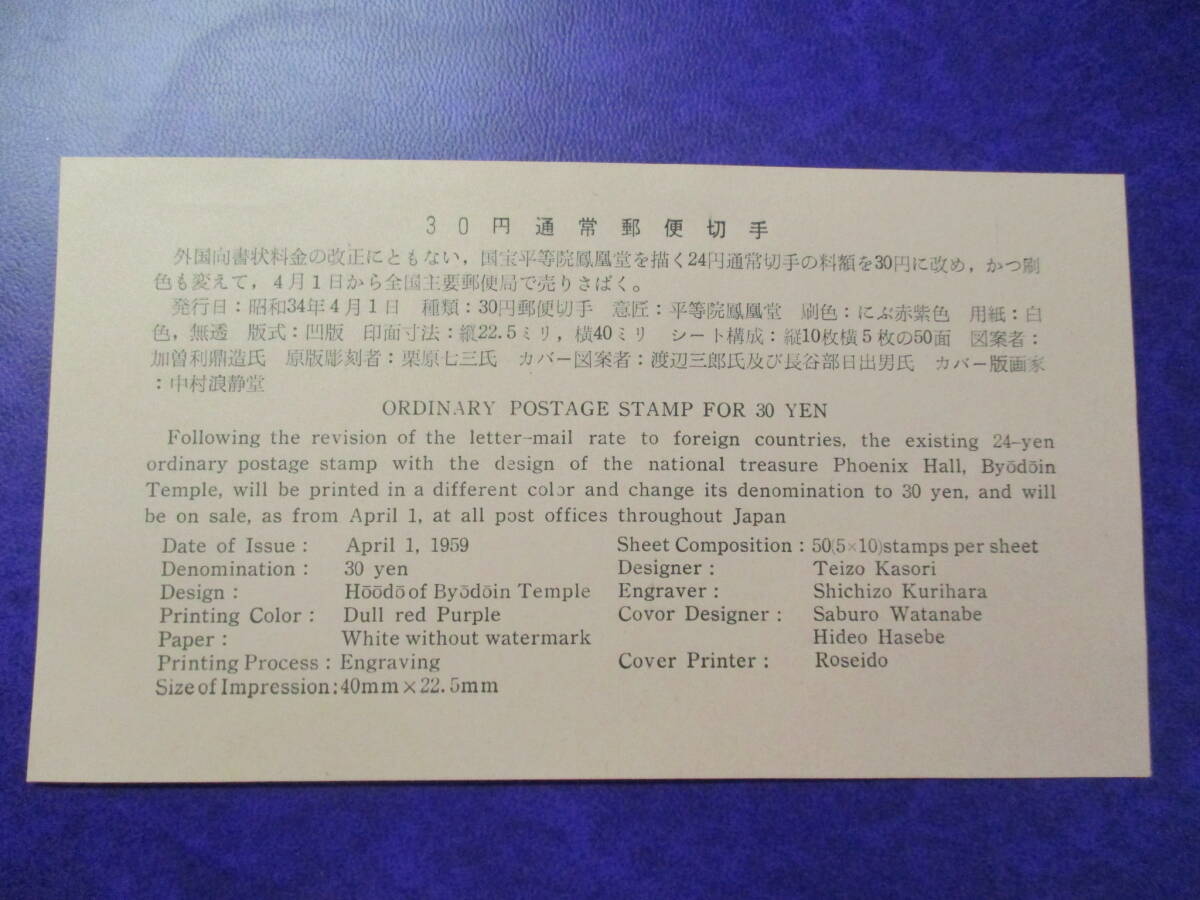 30円通常郵便切手
外国向書状料金の改正にともない，国宝平等院鳳凰堂を描く24円通常切手の料額を30円に改め，かつ刷
色も変えて，4月1日から全国主要郵便局で売りさばく。
発行日：昭和34年4月1日　種類：30円郵便切手　意匠：平等院鳳凰堂　刷色：にぶ赤紫色　用紙：白
色，無透　版式：凹版　印面寸法：縦22.5ミリ，横40ミリ　シート構成：縦10枚横5枚の50面　図案者：
加曽利鼎造氏　原版彫刻者：栗原七三氏　カバー図案者：渡辺三郎氏及び長谷部日出男氏　カバー版画家
：中村浪静堂
ORDINARY POSTAGE STAMP FOR 30 YEN
Following the revision of the letter-mail rate to foreign countries, the existing 24-yen
ordinary postage stamp with the design of the national treasure Phoenix Hall, Byōdōin
Temple, will be printed in a different color and change its denomination to 30 yen, and will
be on sale, as from April 1, at all post offices throughout Japan
Date of Issue : April 1, 1959 Sheet Composition : 50(5×10)stamps per sheet
Denomination : 30 yen Designer : Teizo Kasori
Design : Hōōdō of Byōdōin Temple Engraver : Shichizo Kurihara
Printing Color : Dull red Purple Covor Designer : Saburo Watanabe
Paper : White without watermark Hideo Hasebe
Printing Process : Engraving Cover Printer : Roseido
Size of Impression:40mm×22.5mm